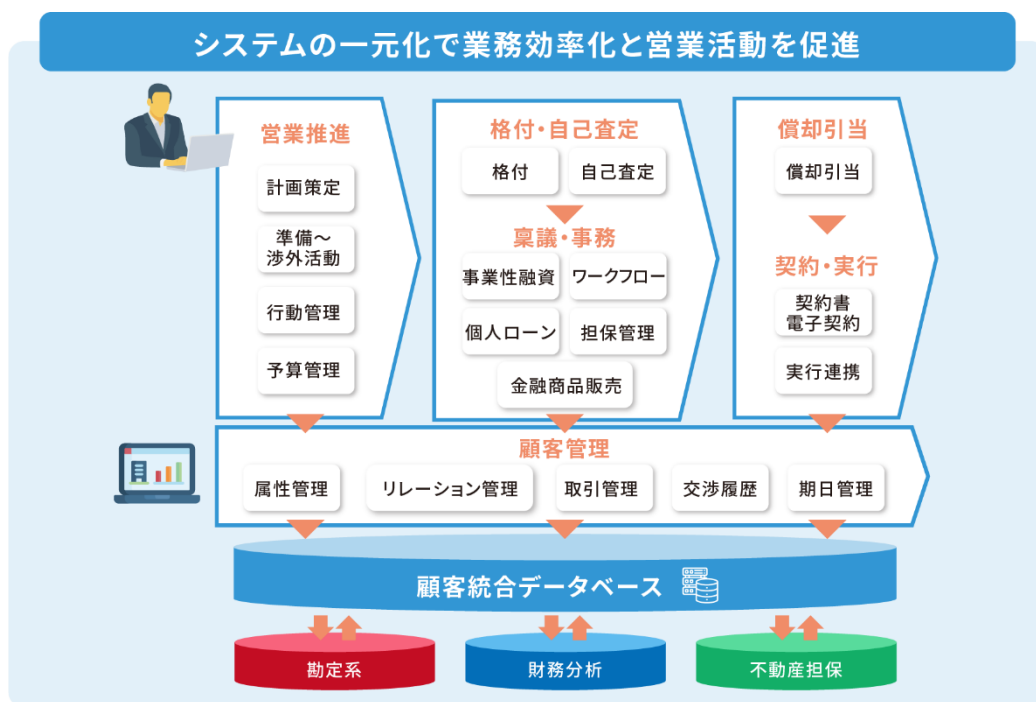 システムの一元化で業務効率化と営業活動を促進
営業推進
計画策定
準備～
渉外活動
行動管理
予算管理
格付・自己査定
格付
自己査定
稟議・事務
事業性融資
ワークフロー
個人ローン
担保管理
金融商品販売
償却引当
償却引当
契約・実行
契約書
電子契約
実行連携
顧客管理
属性管理
リレーション管理
取引管理
交渉履歴
期日管理
顧客統合データベース
勘定系
財務分析
不動産担保